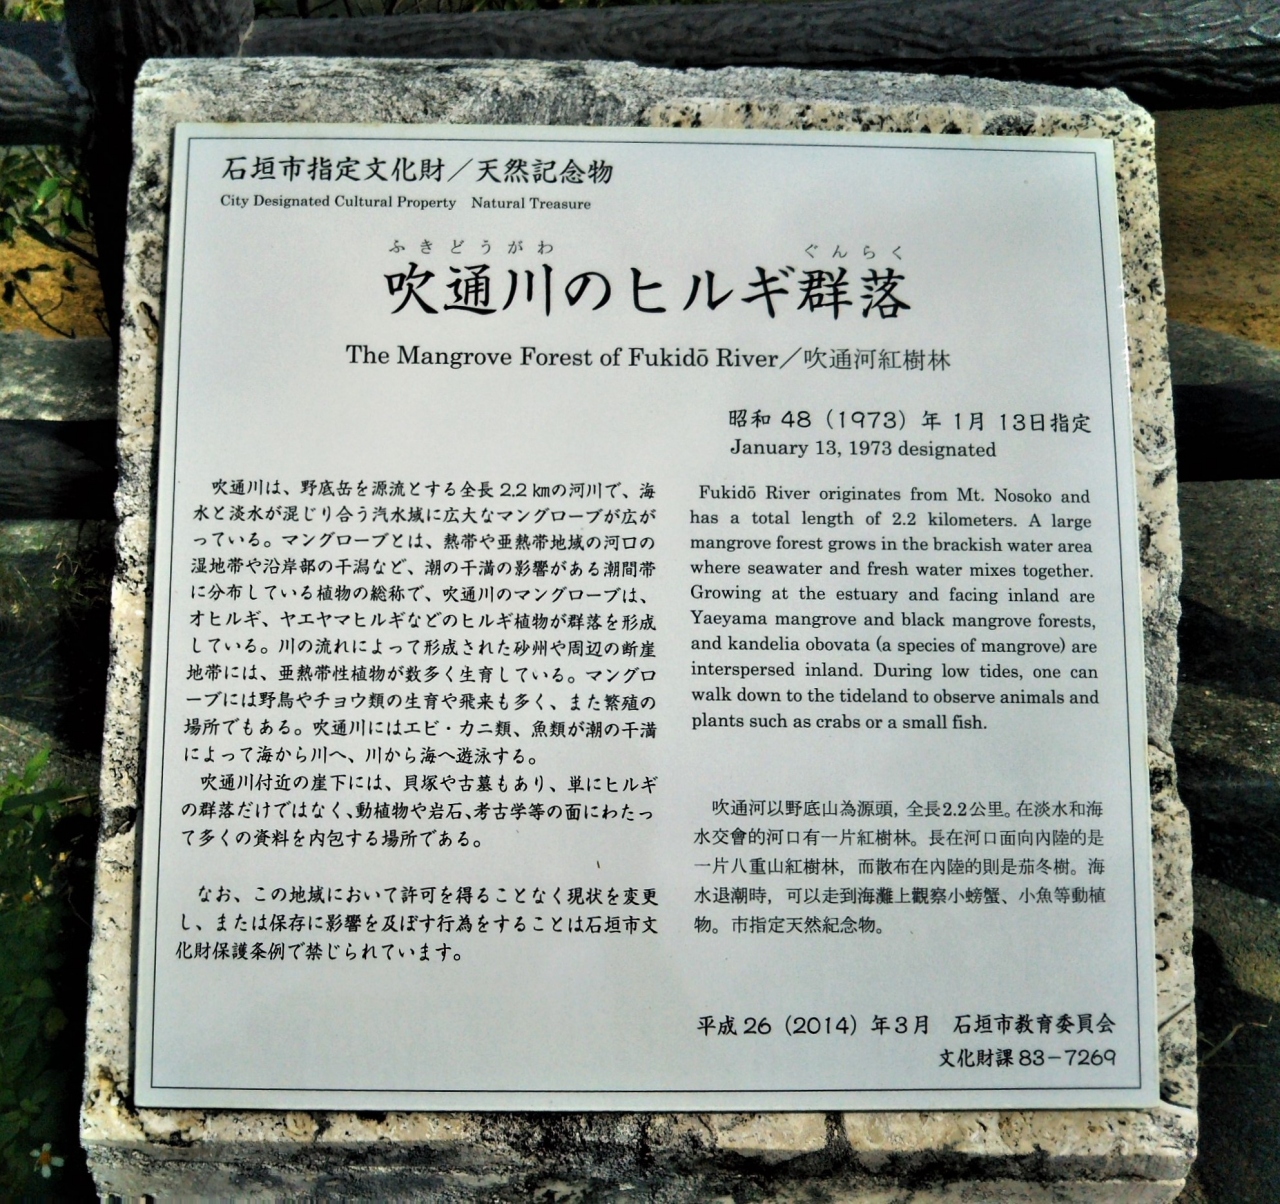 石垣市指定文化財／天然記念物
City Designated Cultural Property Natural Treasure
ふきどうがわ ぐんらく
吹通川のヒルギ群落
The Mangrove Forest of Fukidō River／吹通河紅樹林
昭和 48（1973）年 1月 13日指定
January 13, 1973 designated
吹通川は、野底岳を源流とする全長 2.2 ㎞の河川で、海
水と淡水が混じり合う汽水域に広大なマングローブが広が
っている。マングローブとは、熱帯や亜熱帯地域の河口の
湿地帯や沿岸部の干潟など、潮の干満の影響がある潮間帯
に分布している植物の総称で、吹通川のマングローブは、
オヒルギ、ヤエヤマヒルギなどのヒルギ植物が群落を形成
している。川の流れによって形成された砂州や周辺の断崖
地帯には、亜熱帯性植物が数多く生育している。マングロ
ーブには野鳥やチョウ類の生育や飛来も多く、また繁殖の
場所でもある。吹通川にはエビ・カニ類、魚類が潮の干満
によって海から川へ、川から海へ遊泳する。
吹通川付近の崖下には、貝塚や古墓もあり、単にヒルギ
の群落だけではなく、動植物や岩石、考古学等の面にわたっ
て多くの資料を内包する場所である。
なお、この地域において許可を得ることなく現状を変更
し、または保存に影響を及ぼす行為をすることは石垣市文
化財保護条例で禁じられています。
Fukidō River originates from Mt. Nosoko and
has a total length of 2.2 kilometers. A large
mangrove forest grows in the brackish water area
where seawater and fresh water mixes together.
Growing at the estuary and facing inland are
Yaeyama mangrove and black mangrove forests,
and kandelia obovata (a species of mangrove) are
interspersed inland. During low tides, one can
walk down to the tideland to observe animals and
plants such as crabs or a small fish.
吹通河以野底山為源頭，全長2.2公里。在淡水和海
水交會的河口有一片紅樹林。長在河口面向內陸的是
一片八重山紅樹林，而散布在內陸的則是茄冬樹。海
水退潮時，可以走到海灘上觀察小螃蟹、小魚等動植
物。市指定天然紀念物。
平成 26（2014）年 3 月 石垣市教育委員会
文化財課 83－7269